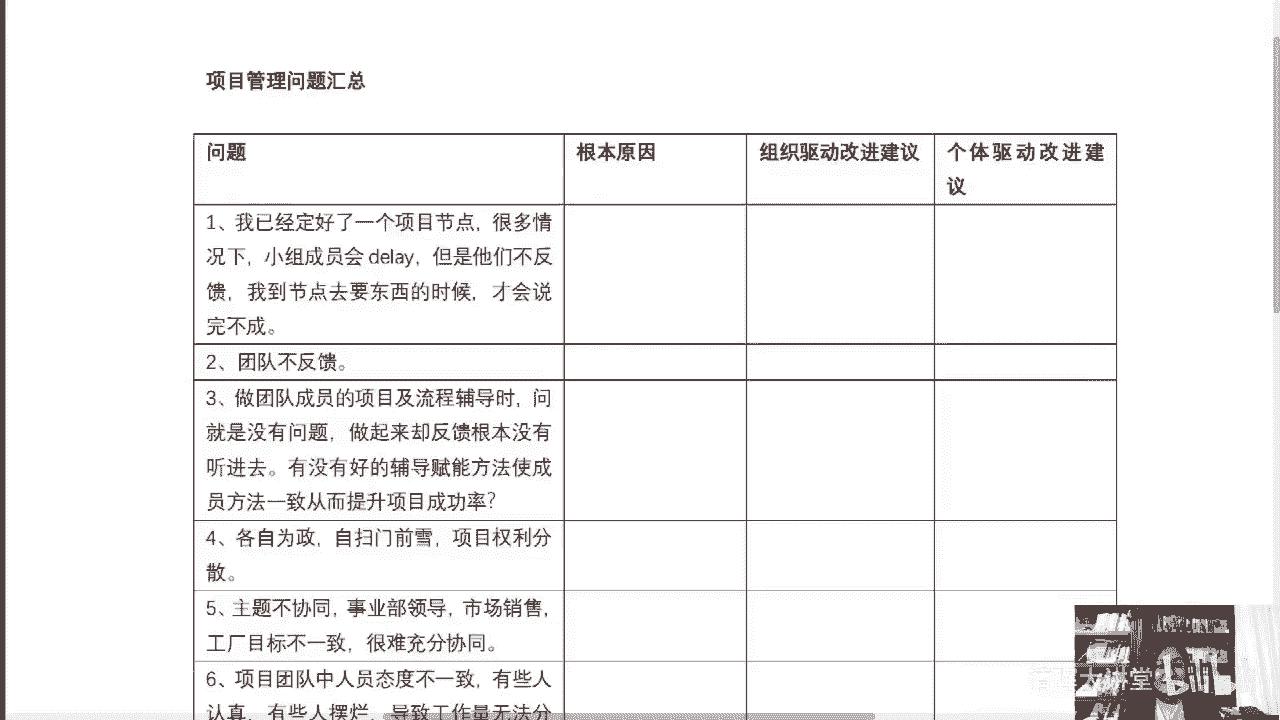 项目管理问题汇总
问题
根本原因
组织驱动改进建议
个体驱动改进建
议
1、我已经定好了一个项目节点，很多情
况下，小组成员会 delay，但是他们不反
馈，我到节点去要东西的时候，才会说
完不成。
2、团队不反馈。
3、做团队成员的项目及流程辅导时，问
就是没有问题，做起来却反馈根本没有
听进去。有没有好的辅导赋能方法使成
员方法一致从而提升项目成功率？
4、各自为政，自扫门前雪，项目权利分
散。
5、主题不协同，事业部领导，市场销售，
工厂目标不一致，很难充分协同。
6、项目团队中人员态度不一致，有些人
认真，有些人摆烂，导致工作量无法分
大讲堂